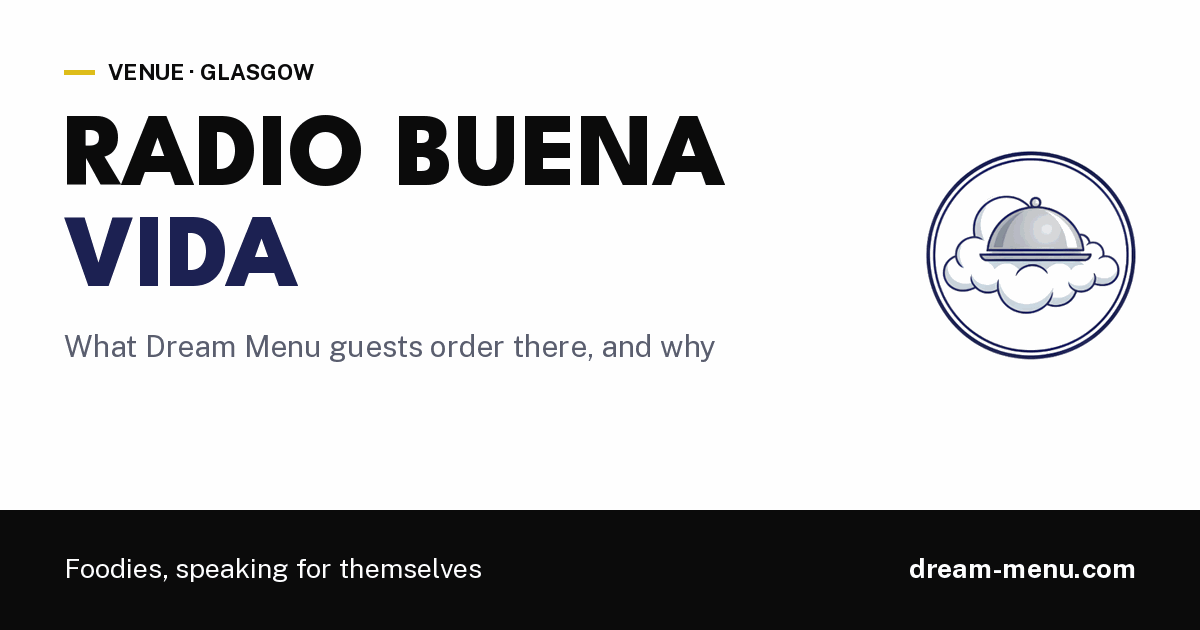 VENUE · GLASGOW
RADIO BUENA
VIDA
What Dream Menu guests order there, and why
Foodies, speaking for themselves
dream-menu.com